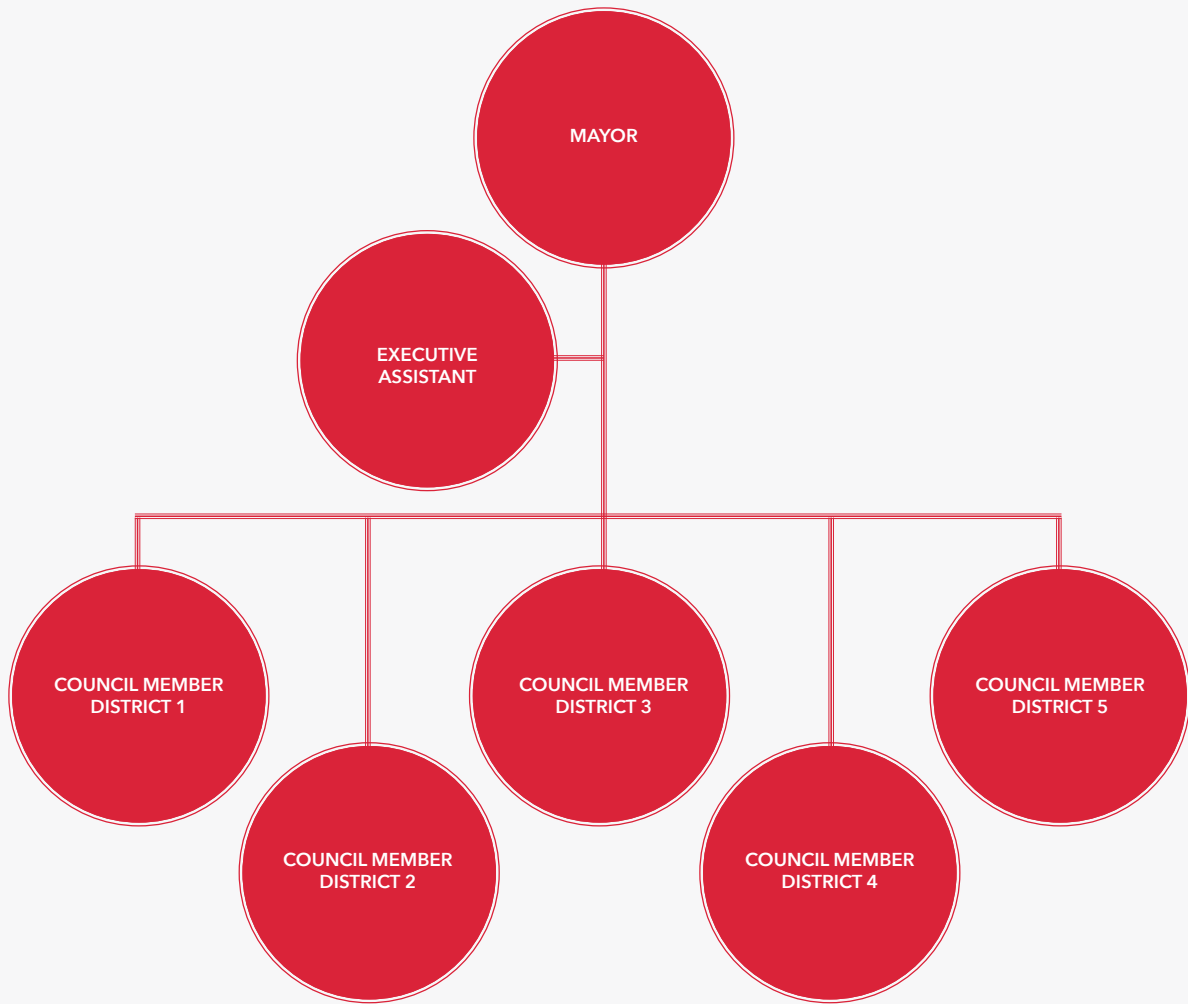 MAYOR
EXECUTIVE
ASSISTANT
COUNCIL MEMBER
DISTRICT 1
COUNCIL MEMBER
DISTRICT 2
COUNCIL MEMBER
DISTRICT 3
COUNCIL MEMBER
DISTRICT 4
COUNCIL MEMBER
DISTRICT 5